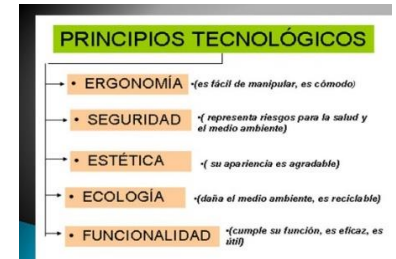 PRINCIPIOS TECNOLÓGICOS
• ERGONOMÍA •(es fácil de manipular, es cómodo)
• SEGURIDAD •( representa riesgos para la salud y
el medio ambiente)
• ESTÉTICA •( su apariencia es agradable)
• ECOLOGÍA •(daña el medio ambiente, es reciclable)
• FUNCIONALIDAD •(cumple su función, es eficaz, es
útil)